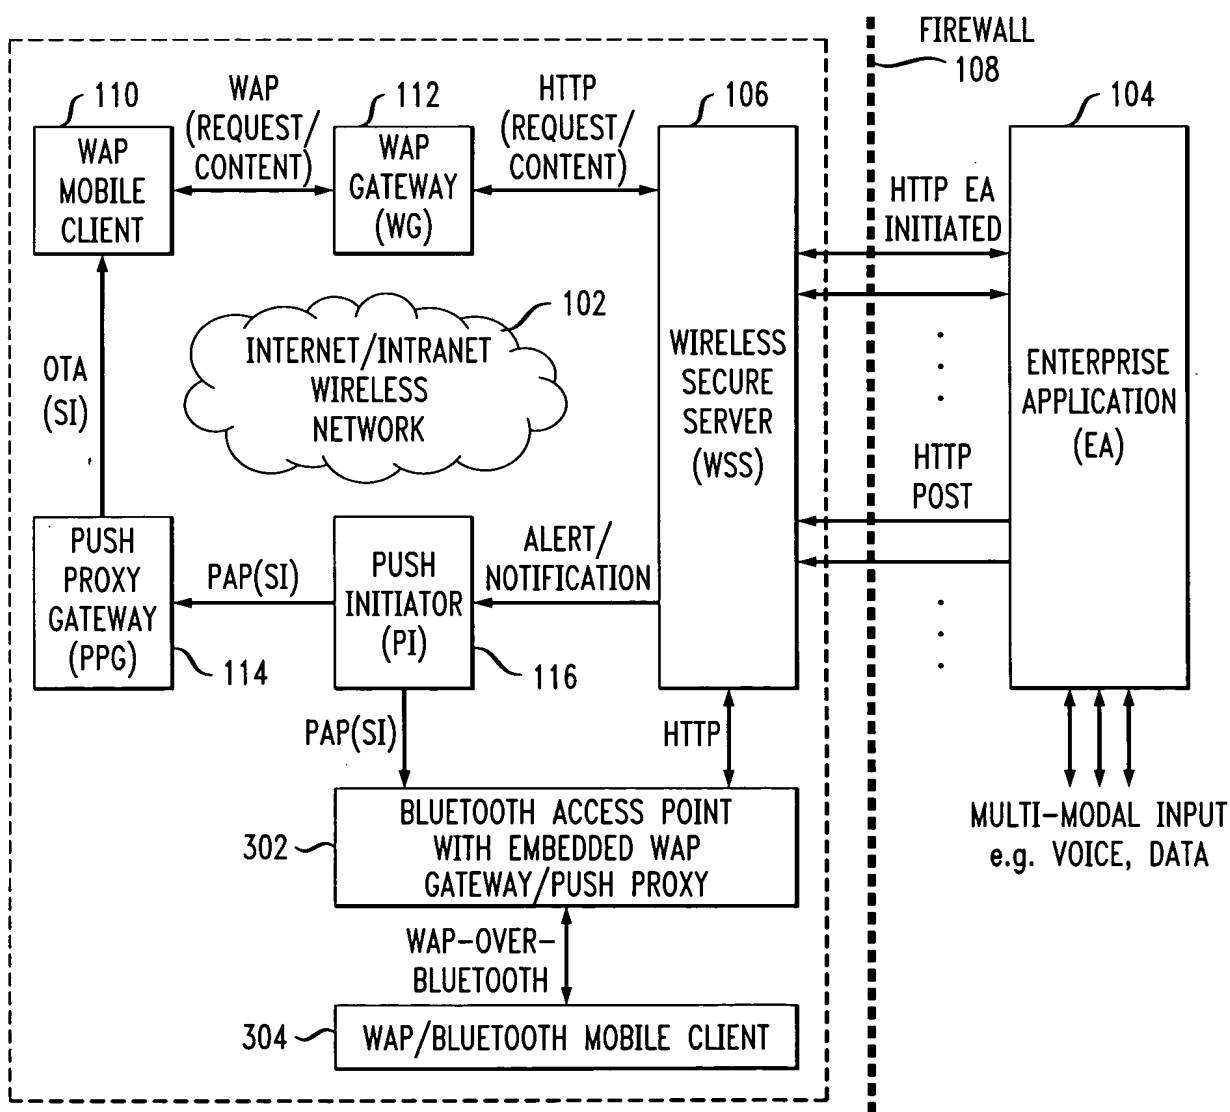 FIREWALL
108
110
WAP
(REQUEST/
CONTENT)
112
HTTP
(REQUEST/
CONTENT)
106
104
WAP
MOBILE
CLIENT
WAP
GATEWAY
(WG)
HTTP EA
INITIATED
102
INTERNET/INTRANET
WIRELESS
NETWORK
WIRELESS
SECURE
SERVER
(WSS)
ENTERPRISE
APPLICATION
(EA)
OTA
(SI)
HTTP
POST
PUSH
PROXY
GATEWAY
(PPG)
114
PAP(SI)
PUSH
INITIATOR
(PI)
116
ALERT/
NOTIFICATION
PAP(SI)
HTTP
MULTI-MODAL INPUT
e.g. VOICE, DATA
302
BLUETOOTH ACCESS POINT
WITH EMBEDDED WAP
GATEWAY/PUSH PROXY
WAP-OVER-
BLUETOOTH
304
WAP/BLUETOOTH MOBILE CLIENT